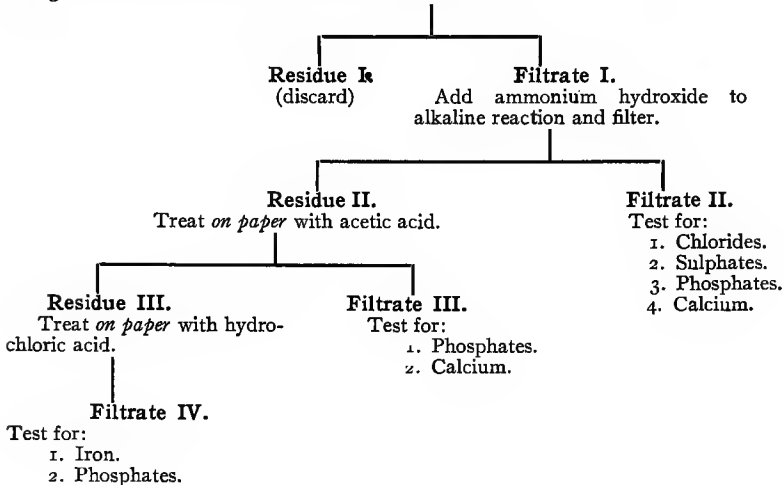 Residue I.
(discard)
Filtrate I.
Add ammonium hydroxide to
alkaline reaction and filter.
Residue II.
Treat on paper with acetic acid.
Filtrate II.
Test for:
1. Chlorides.
2. Sulphates.
3. Phosphates.
4. Calcium.
Residue III.
Treat on paper with hydro-
chloric acid.
Filtrate III.
Test for:
1. Phosphates.
2. Calcium.
Filtrate IV.
Test for:
1. Iron.
2. Phosphates.